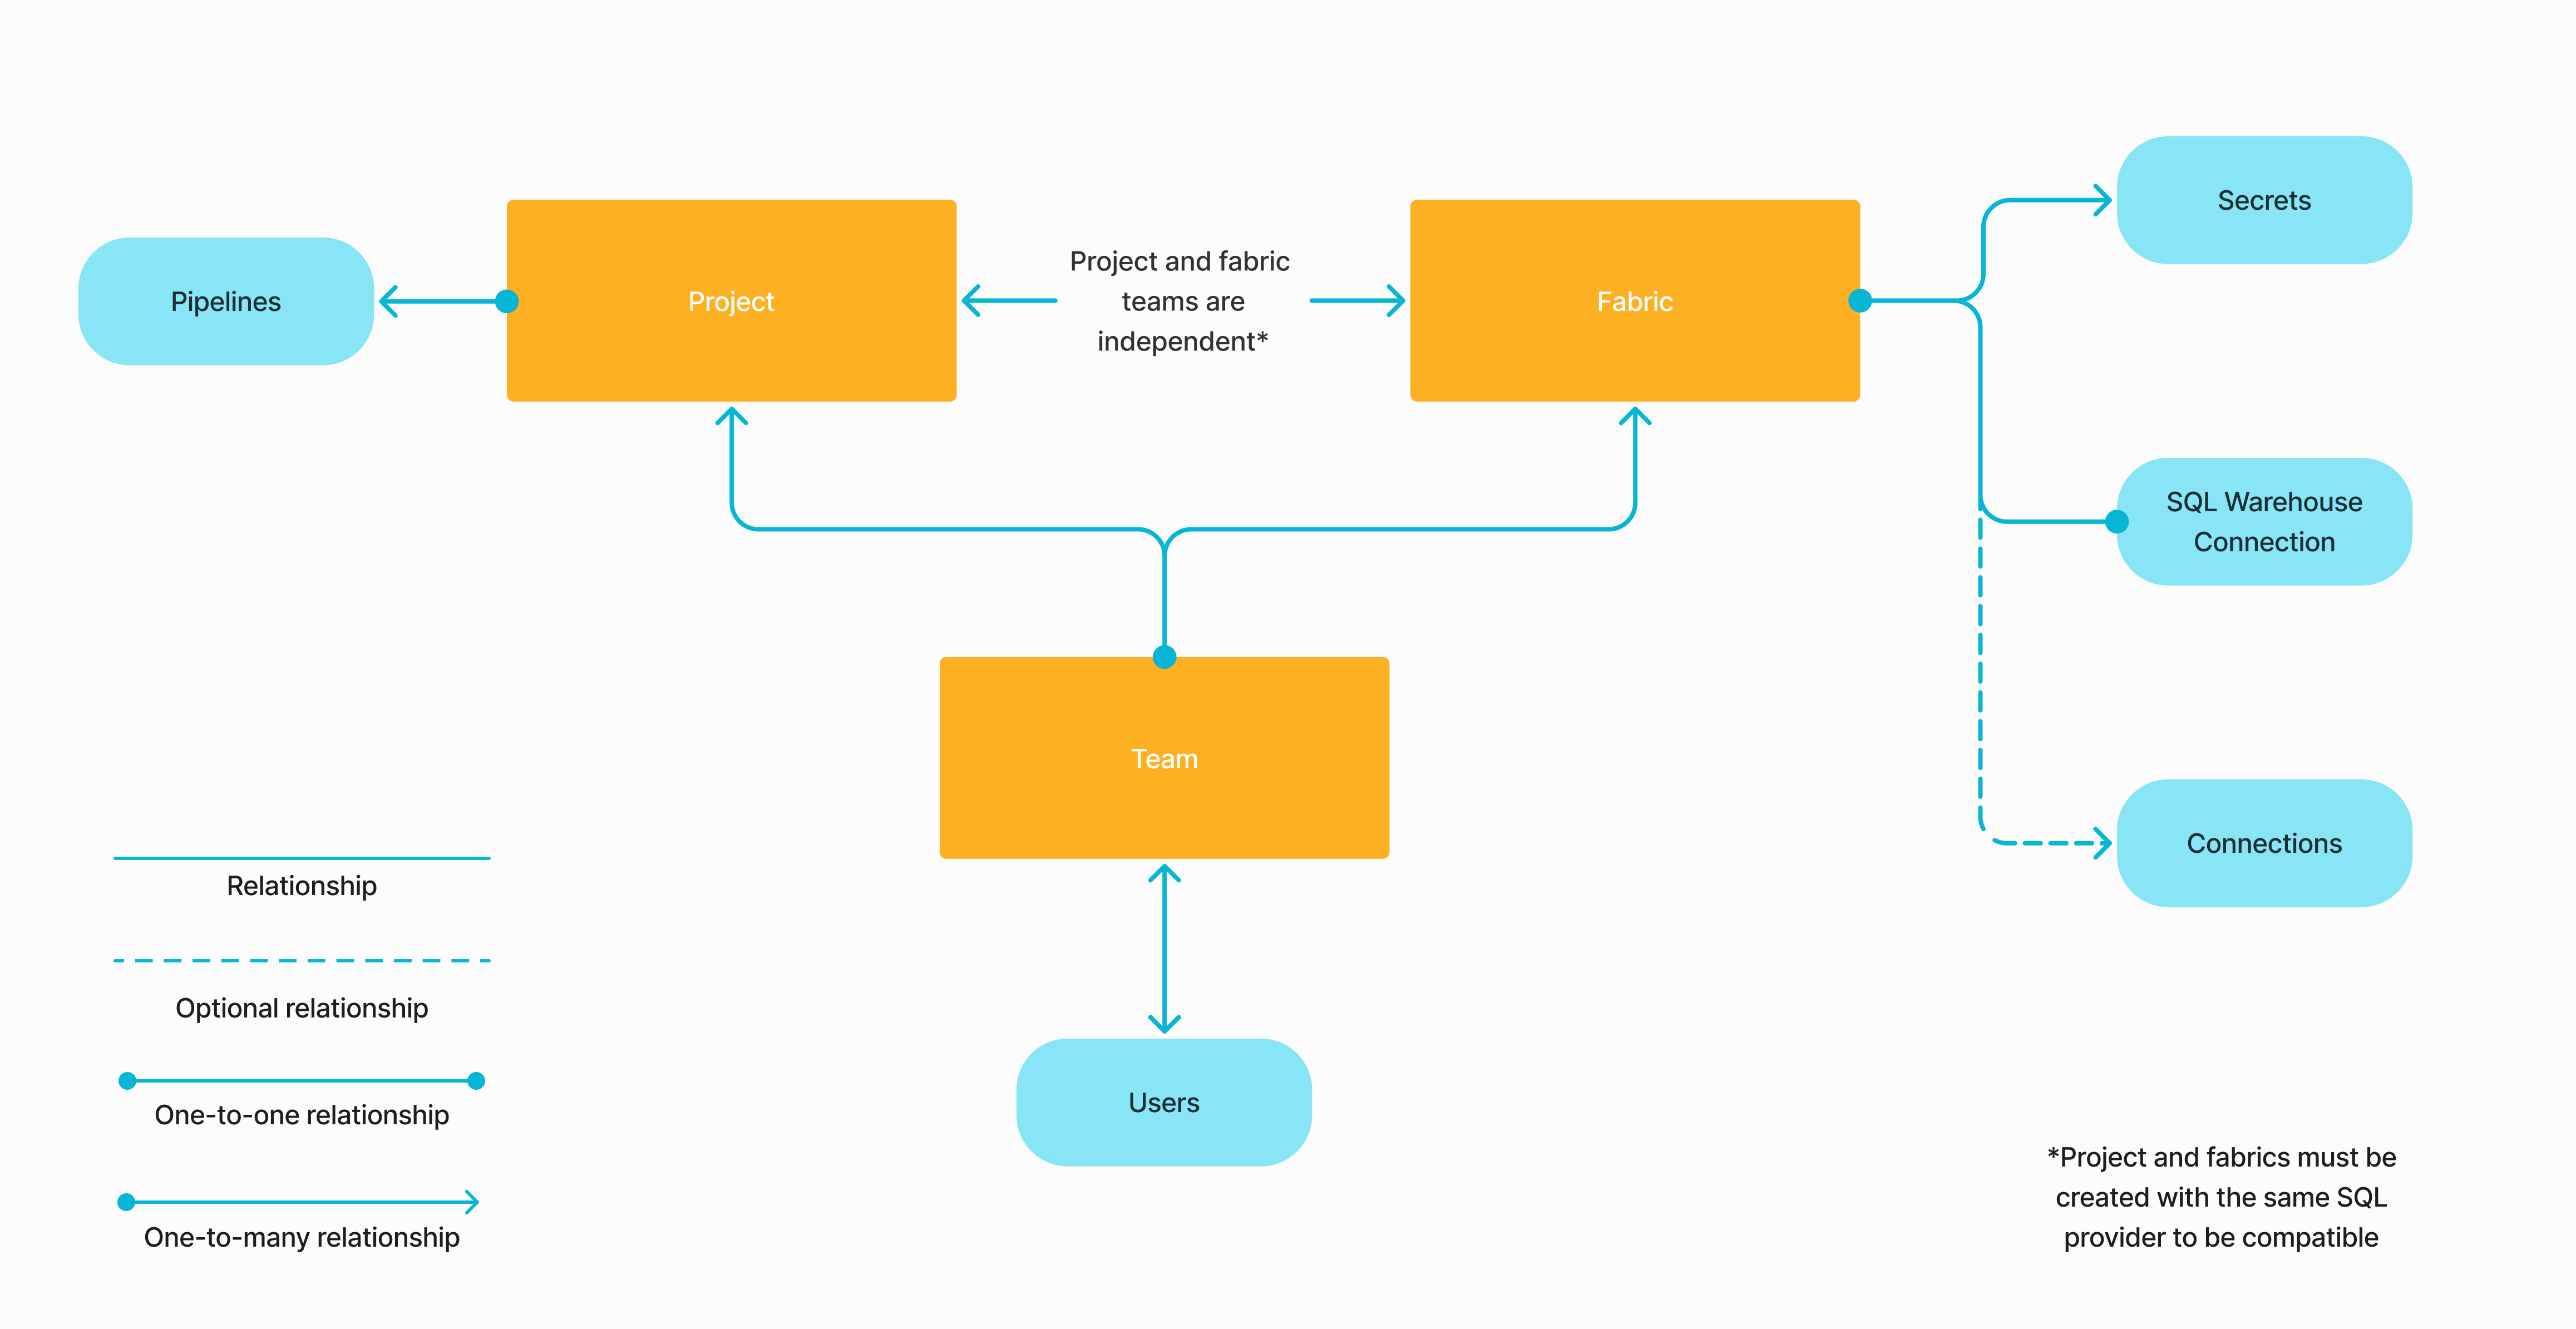 Pipelines
Project
Project and fabric
teams are
independent*
Fabric
Secrets
SQL Warehouse
Connection
Connections
Team
Users
Relationship
Optional relationship
One-to-one relationship
One-to-many relationship
*Project and fabrics must be
created with the same SQL
provider to be compatible